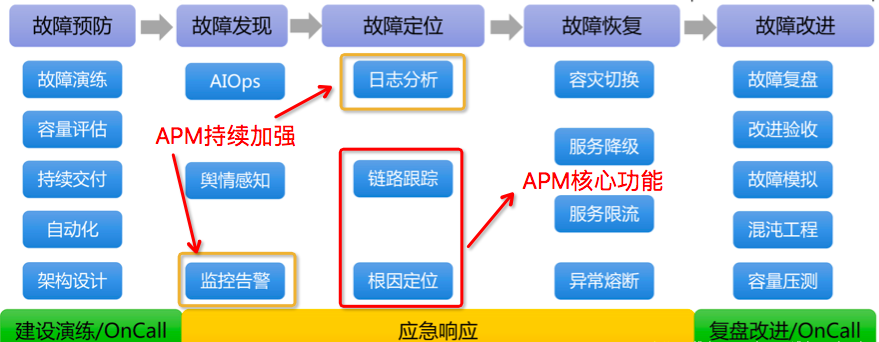 故障预防
故障发现
故障定位
故障恢复
故障改进
故障演练
容量评估
持续交付
自动化
架构设计
AIOps
舆情感知
监控告警
日志分析
链路跟踪
根因定位
容灾切换
服务降级
服务限流
异常熔断
故障复盘
改进验收
故障模拟
混沌工程
容量压测
APM持续加强
APM核心功能
建设演练/OnCall
应急响应
复盘改进/OnCall